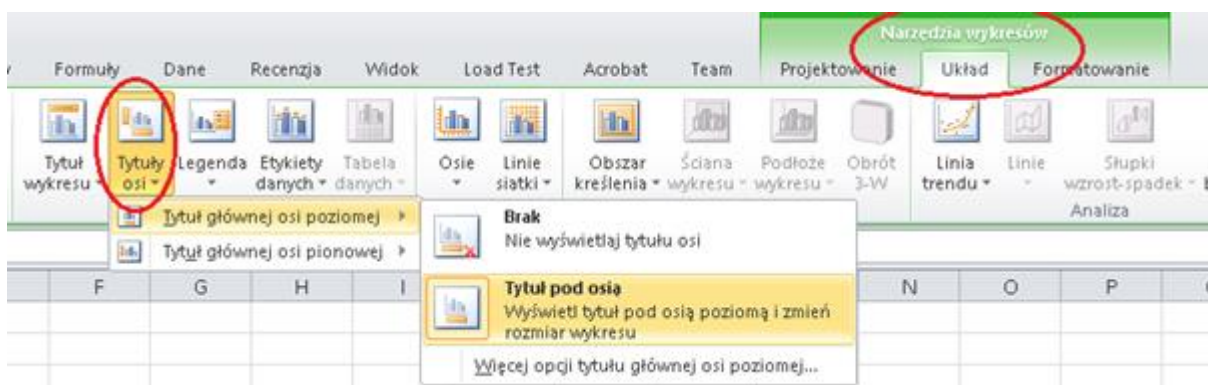 Narzędzia wykresów
Formuły Dane Recenzja Widok Load Test Acrobat Team Projektowanie Układ Formatowanie
Tytuł wykresu Tytuły osi Legenda Etykiety danych Tabela danych Osie Linie siatki Obszar kreślenia Ściana wykresu Podłoże wykresu Obrót 3-W Linia trendu Linie Słupki wzrost-spadek
Analiza
Tytuł głównej osi poziomej
Tytuł głównej osi pionowej
Brak
Nie wyświetlaj tytułu osi
Tytuł pod osią
Wyświetl tytuł pod osią poziomą i zmień
rozmiar wykresu
Więcej opcji tytułu głównej osi poziomej...
F G H I N O P